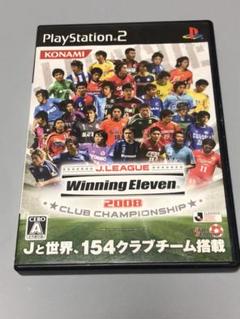 PlayStation 2
KONAMI
J.LEAGUE
Winning Eleven
2008
CLUB CHAMPIONSHIP
CERO
A
Jと世界、154クラブチーム搭載